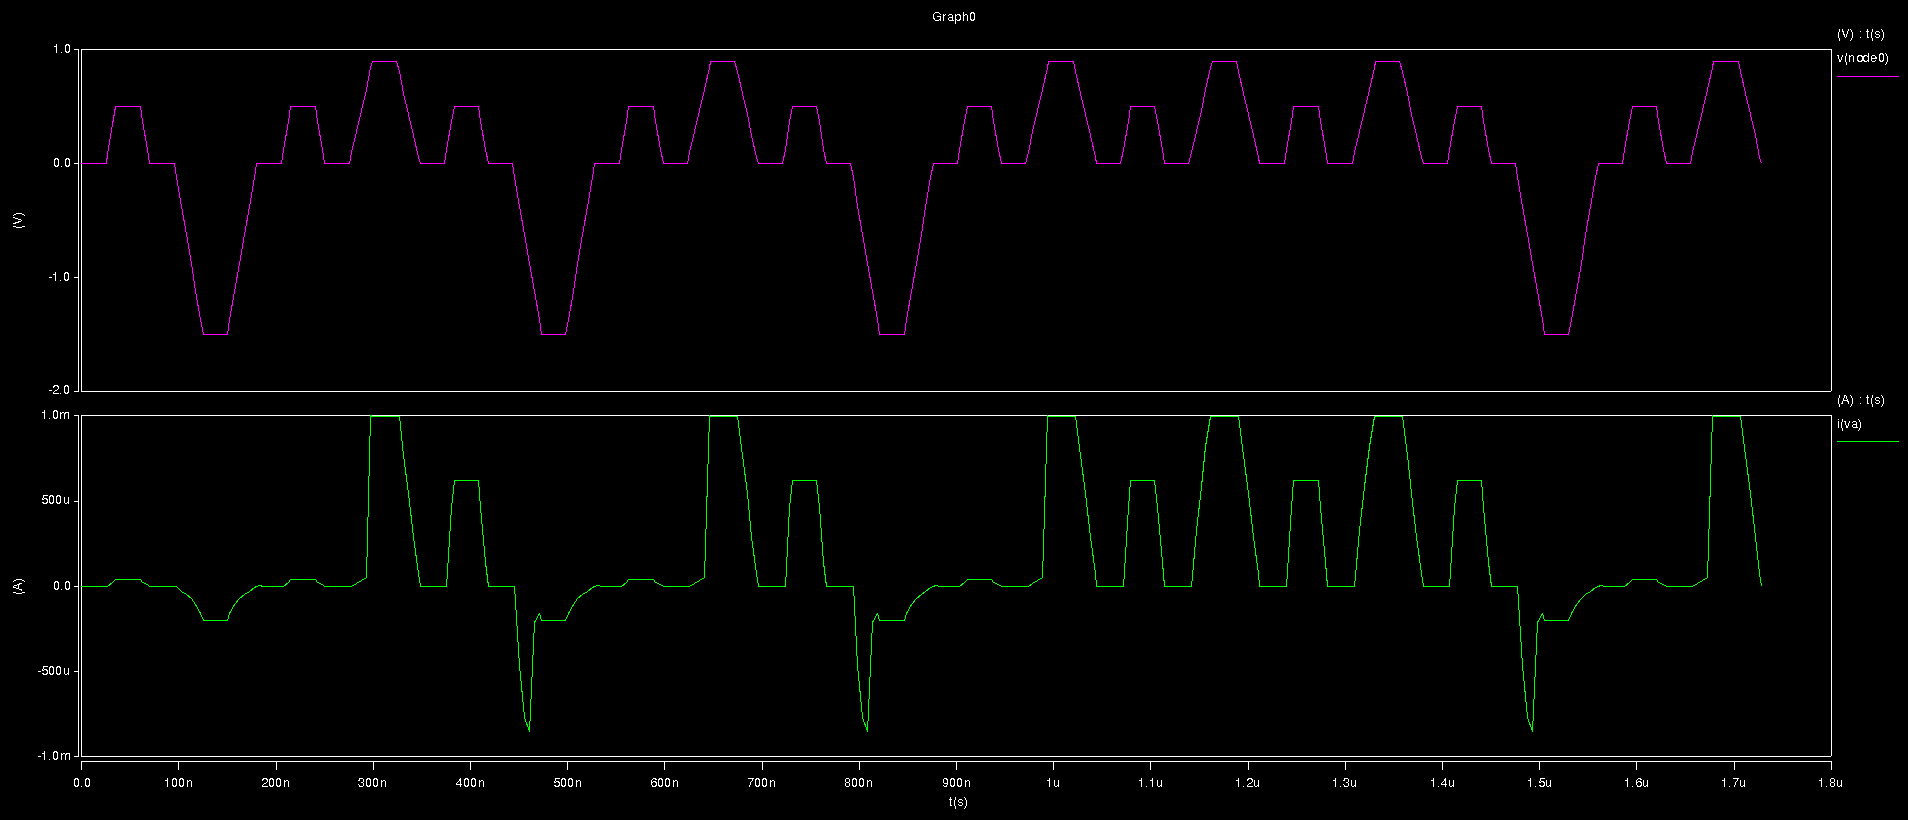 Graph0
(V) : t(s)
v(node0)
1.0
0.0
-1.0
-2.0
(V)
(A) : t(s)
i(va)
1.0m
500u
0.0
-500u
-1.0m
(A)
0.0 100n 200n 300n 400n 500n 600n 700n 800n 900n 1u 1.1u 1.2u 1.3u 1.4u 1.5u 1.6u 1.7u 1.8u
t(s)